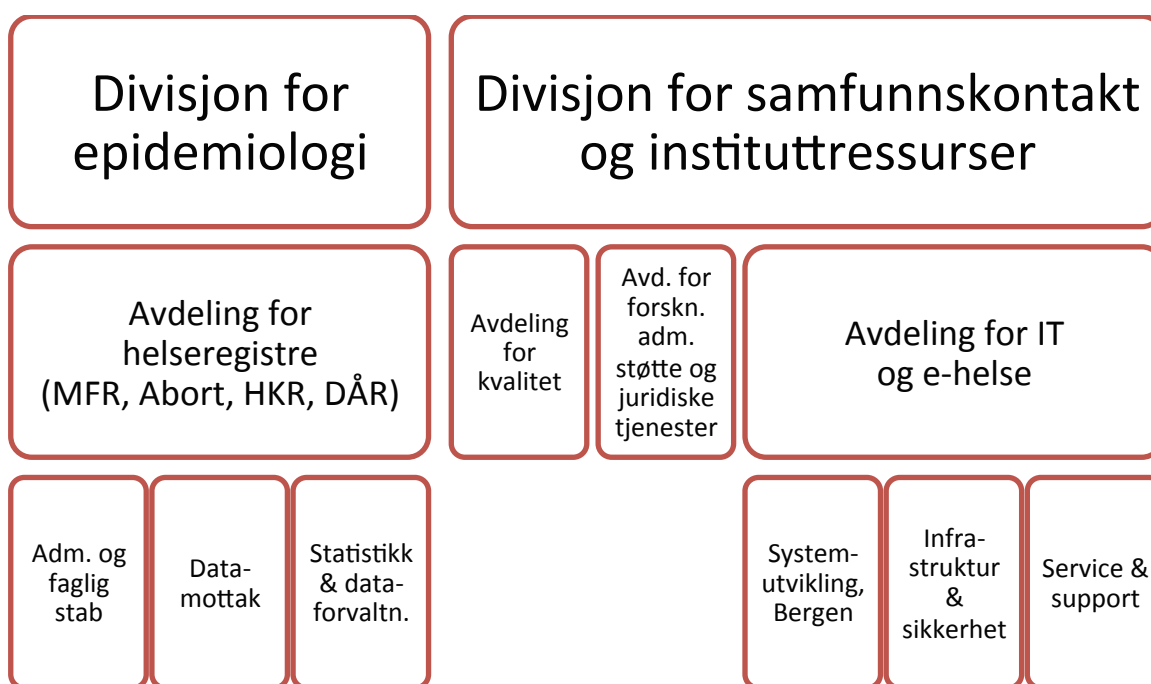 Divisjon for
epidemiologi
Divisjon for samfunnskontakt
og instituttressurser
Avdeling for
helseregistre
(MFR, Abort, HKR, DÅR)
Avdeling
for
kvalitet
Avd. for
forskn.
adm.
støtte og
juridiske
tjenester
Avdeling for IT
og e-helse
Adm. og
faglig
stab
Data-
mottak
Statistikk
& data-
forvaltn.
System-
utvikling,
Bergen
Infra-
struktur
&
sikkerhet
Service &
support